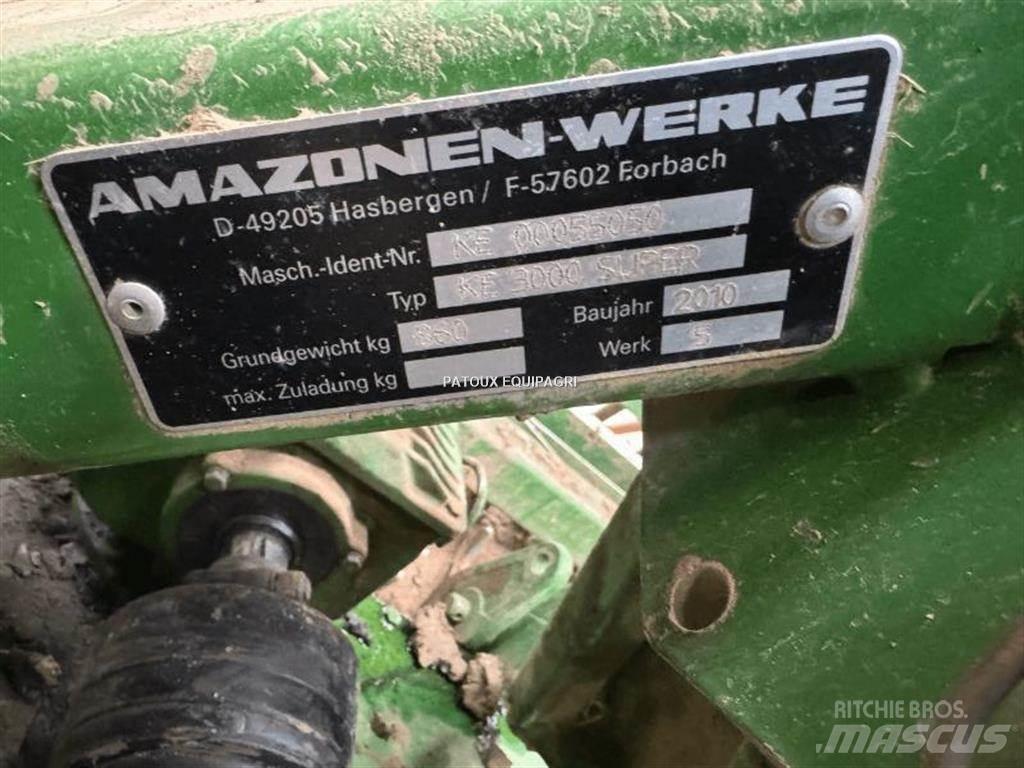 AMAZONEN-WERKE
D-49205 Hasbergen / F-57602 Forbach
Masch.-Ident-Nr. KE 00055050
Typ KE 3000 SUPER
Grundgewicht kg 860 Baujahr 2010
max. Zuladung kg Werk S
PATOUX EQUIPAGRI
RITCHIE BROS.
MASCUS